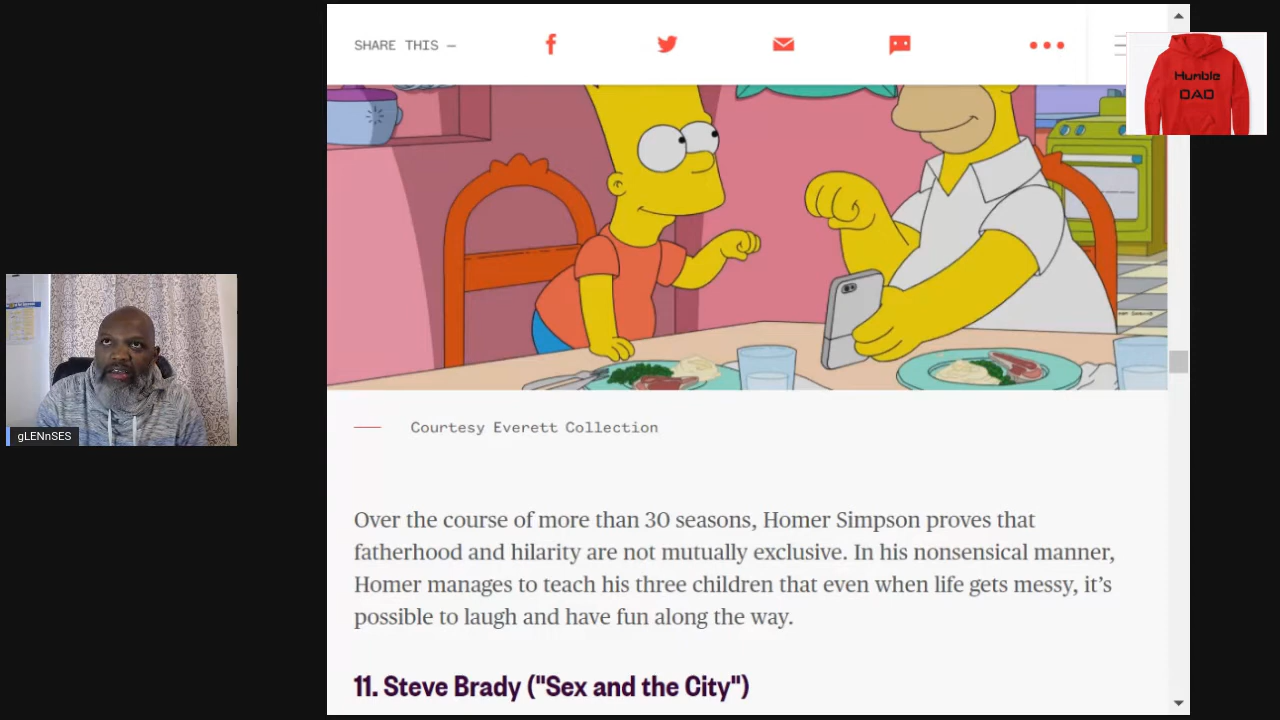 SHARE THIS —
Humble
DAD
gLENnSES
Courtesy Everett Collection
Over the course of more than 30 seasons, Homer Simpson proves that
fatherhood and hilarity are not mutually exclusive. In his nonsensical manner,
Homer manages to teach his three children that even when life gets messy, it’s
possible to laugh and have fun along the way.
11. Steve Brady ("Sex and the City")